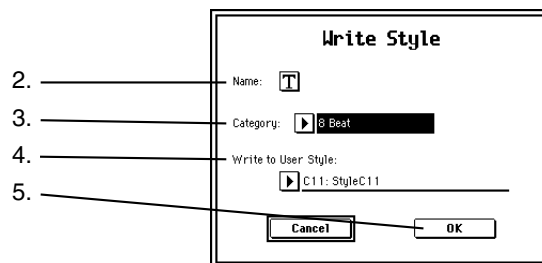 Write Style
2. Name: T
3. Category: 8 Beat
4. Write to User Style:
C11: StyleC11
5.
Cancel OK